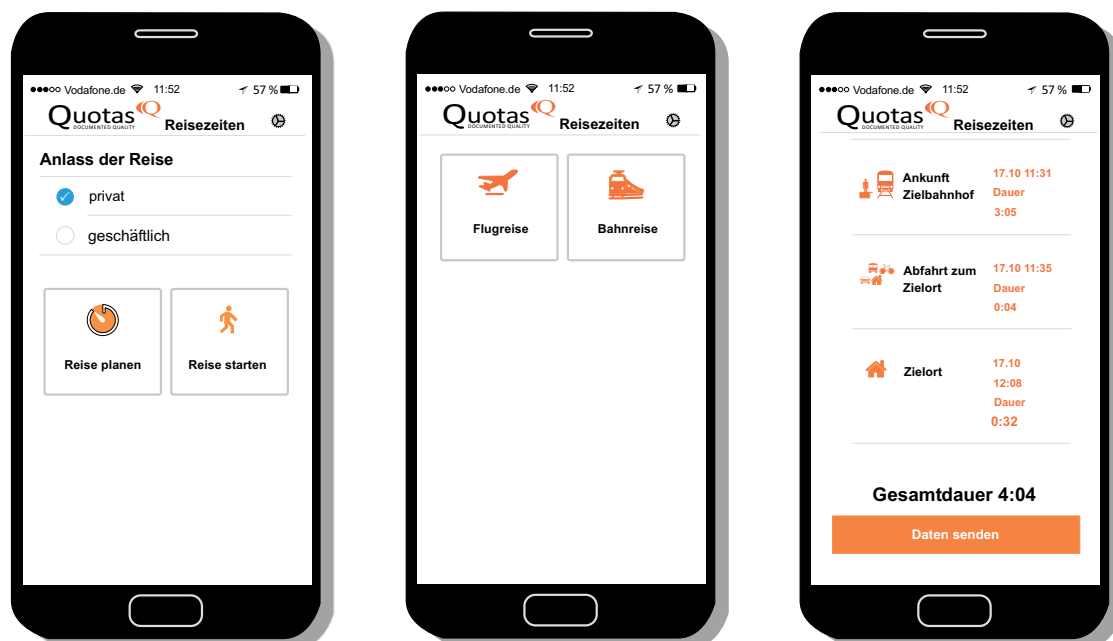 Vodafone.de 11:52 57 %
Quotas
DOCUMENTED QUALITY
Reisezeiten
Anlass der Reise
privat
geschäftlich
Reise planen
Reise starten
Vodafone.de 11:52 57 %
Quotas
DOCUMENTED QUALITY
Reisezeiten
Flugreise
Bahnreise
Vodafone.de 11:52 57 %
Quotas
DOCUMENTED QUALITY
Reisezeiten
Ankunft
Zielbahnhof
17.10 11:31
Dauer
3:05
Abfahrt zum
Zielort
17.10 11:35
Dauer
0:04
Zielort
17.10
12:08
Dauer
0:32
Gesamtdauer 4:04
Daten senden